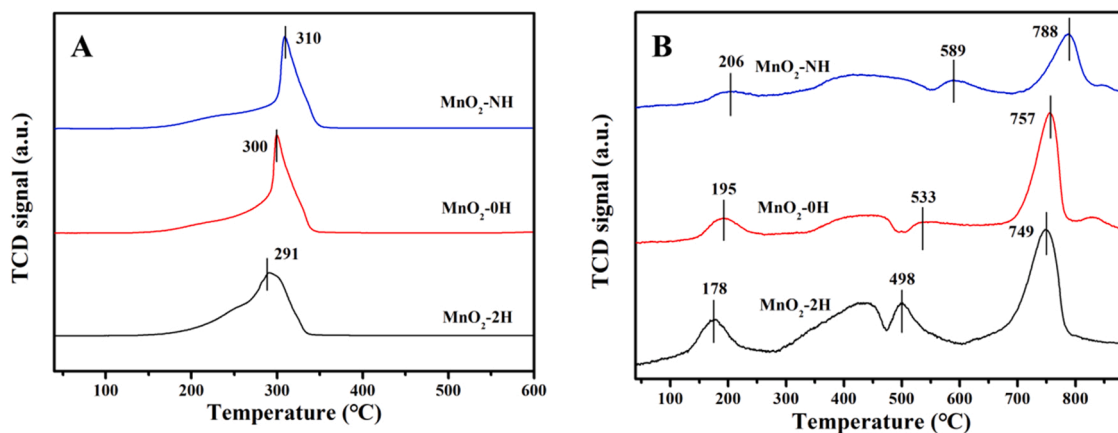 A
310
MnO₂-NH
300
MnO₂-0H
291
MnO₂-2H
TCD signal (a.u.)
100 200 300 400 500 600
Temperature (°C)
B
206
589
788
MnO₂-NH
195
533
757
MnO₂-0H
178
498
749
MnO₂-2H
TCD signal (a.u.)
100 200 300 400 500 600 700 800
Temperature (°C)